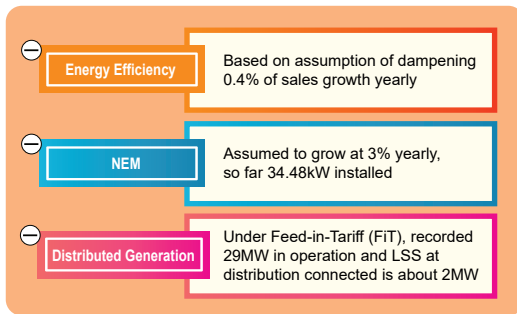 Energy Efficiency
Based on assumption of dampening
0.4% of sales growth yearly
NEM
Assumed to grow at 3% yearly,
so far 34.48kW installed
Distributed Generation
Under Feed-in-Tariff (FiT), recorded
29MW in operation and LSS at
distribution connected is about 2MW